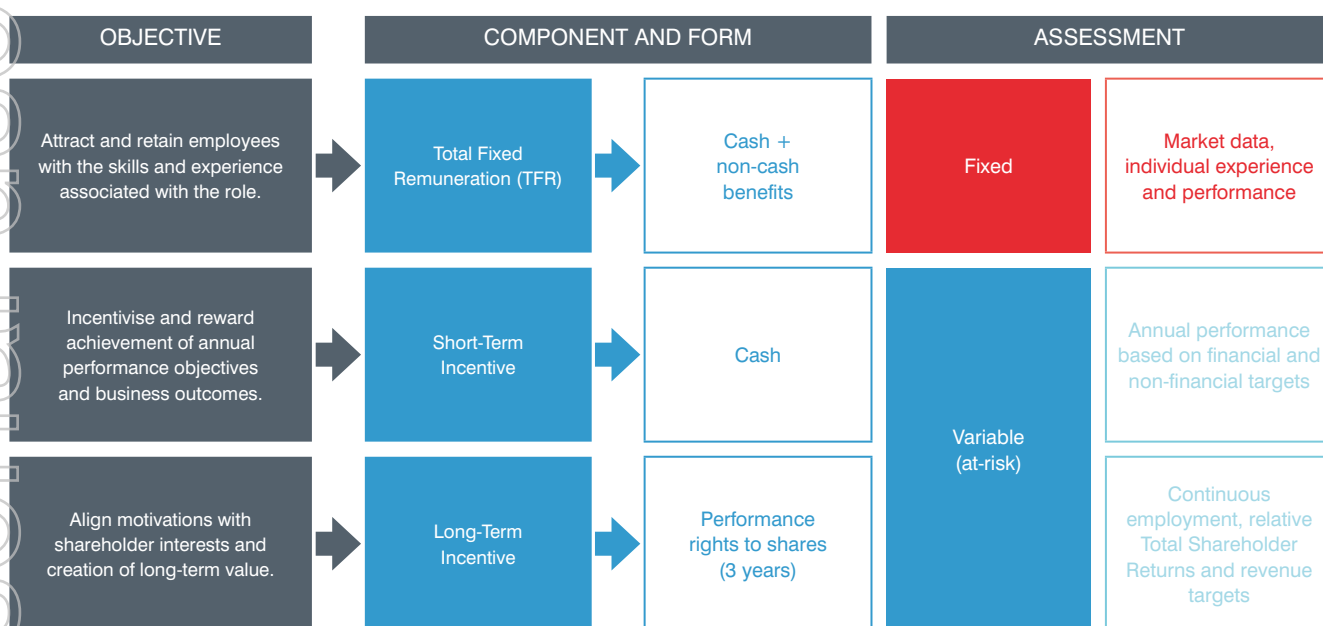 OBJECTIVE
COMPONENT AND FORM
ASSESSMENT
Attract and retain employees
with the skills and experience
associated with the role.
Total Fixed
Remuneration (TFR)
Cash +
non-cash
benefits
Fixed
Market data,
individual experience
and performance
Incentivise and reward
achievement of annual
performance objectives
and business outcomes.
Short-Term
Incentive
Cash
Variable
(at-risk)
Annual performance
based on financial and
non-financial targets
Align motivations with
shareholder interests and
creation of long-term value.
Long-Term
Incentive
Performance
rights to shares
(3 years)
Continuous
employment, relative
Total Shareholder
Returns and revenue
targets